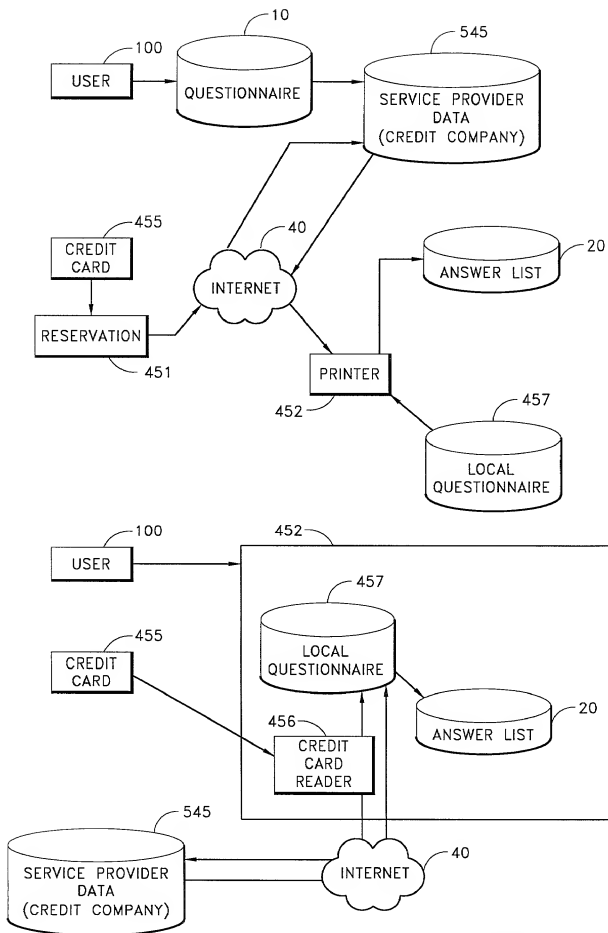 10
545
100
USER
QUESTIONNAIRE
SERVICE PROVIDER
DATA
(CREDIT COMPANY)
455
40
20
CREDIT
CARD
INTERNET
ANSWER LIST
RESERVATION
451
PRINTER
452
457
LOCAL
QUESTIONNAIRE
100
452
USER
457
455
LOCAL
QUESTIONNAIRE
CREDIT
CARD
456
20
CREDIT
CARD
READER
ANSWER LIST
545
SERVICE PROVIDER
DATA
(CREDIT COMPANY)
INTERNET
40